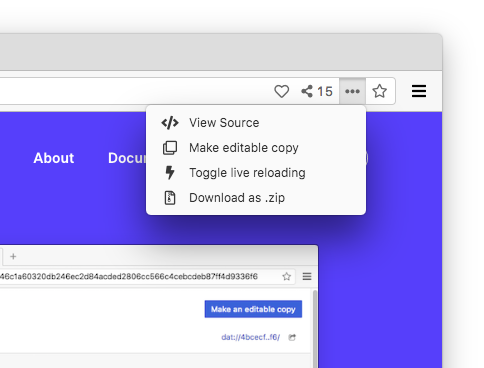 15
View Source
About
Docu
Make editable copy
Toggle live reloading
Download as .zip
46c1a60320db246ec2d84acded2806cc566c4cebcdeb87ff4d9336f6
Make an editable copy
dat://4bcecf..f6/